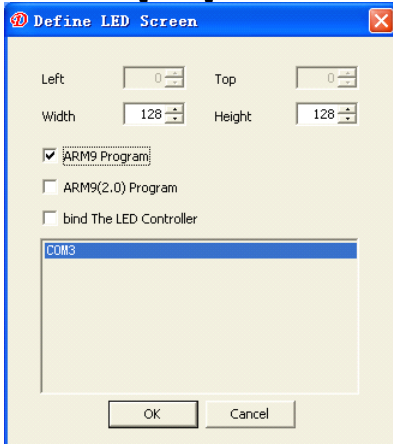 Define LED Screen
Left 0 Top 0
Width 128 Height 128
ARM9 Program
ARM9(2.0) Program
bind The LED Controller
COM3
OK Cancel